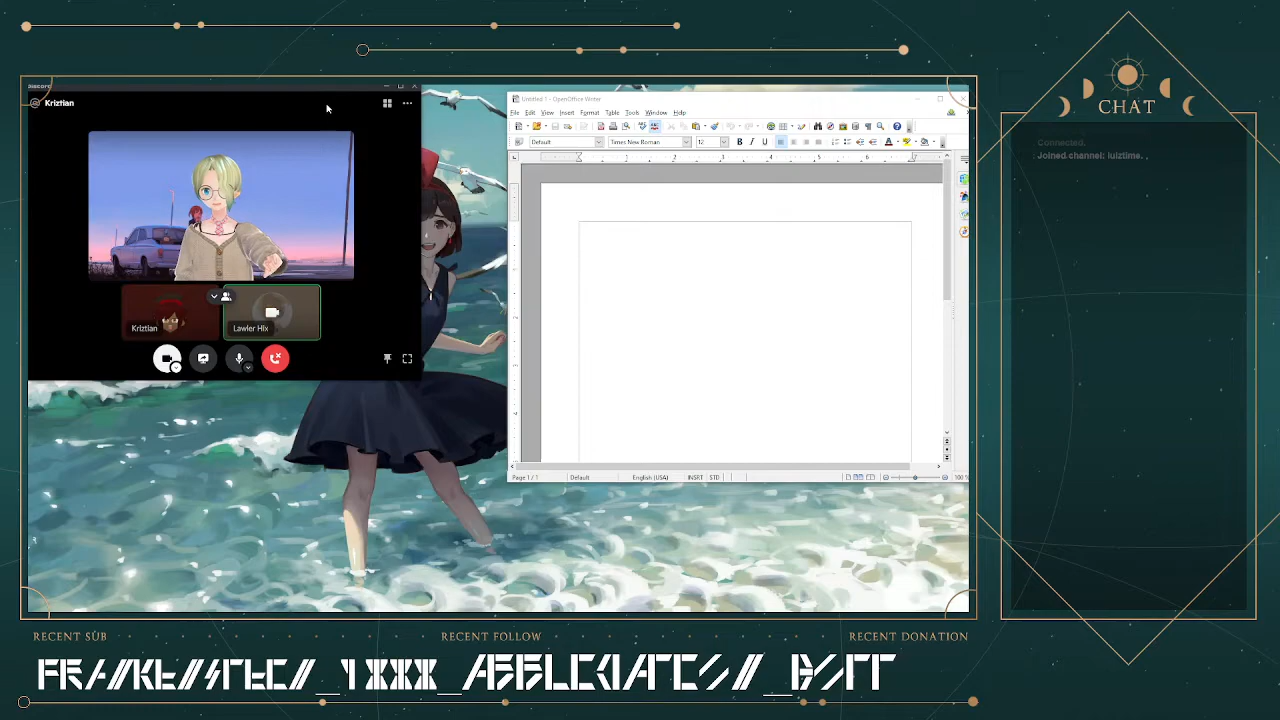 Discord
Kriztian
Kriztian
Lawler Hix
Untitled 1 - OpenOffice Writer
File Edit View Insert Format Table Tools Window Help
Default Times New Roman 12
Page 1 / 1 Default English (USA) INSRT STD 100
CHAT
Connected.
Joined channel: luiztime. ,
RECENT SUB
RECENT FOLLOW
RECENT DONATION